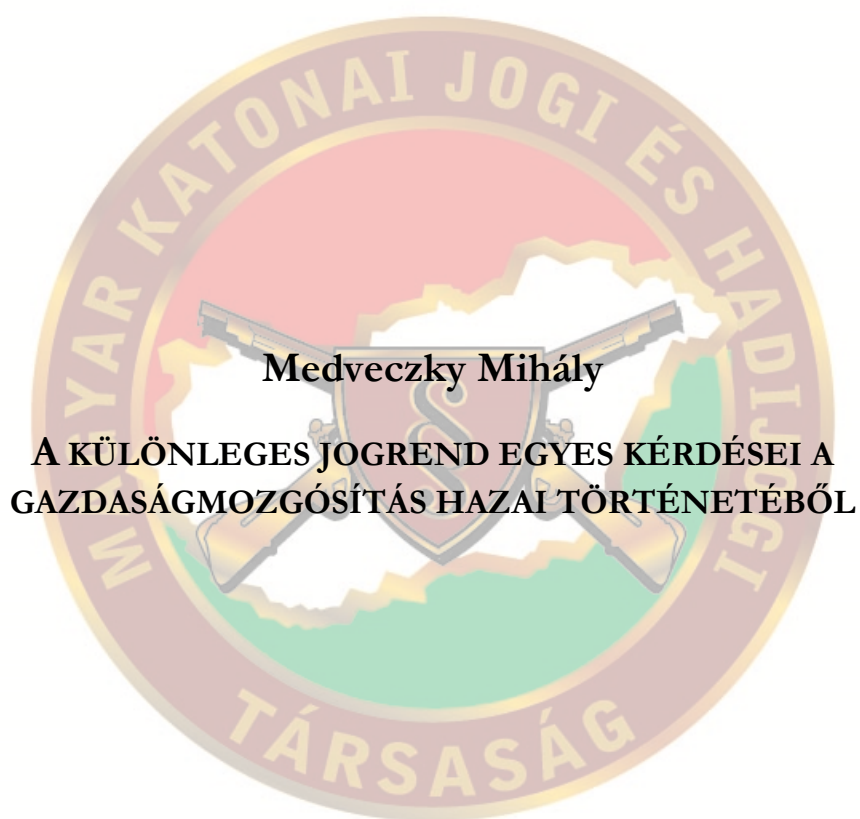 MAGYAR KATONAI JOGI ÉS HADIJOGI
Medveczky Mihály
A KÜLÖNLEGES JOGREND EGYES KÉRDÉSEI A
GAZDASÁGMOZGÓSÍTÁS HAZAI TÖRTÉNETÉBŐL
§
TÁRSASÁG